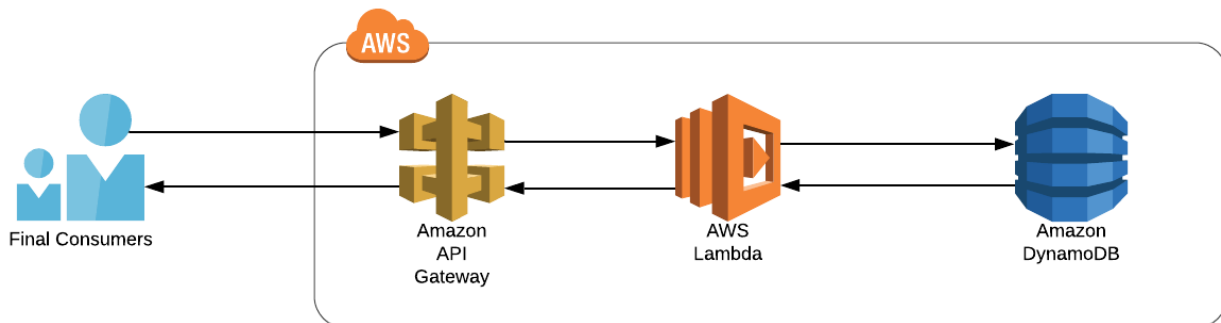 AWS
Final Consumers
Amazon
API
Gateway
AWS
Lambda
Amazon
DynamoDB